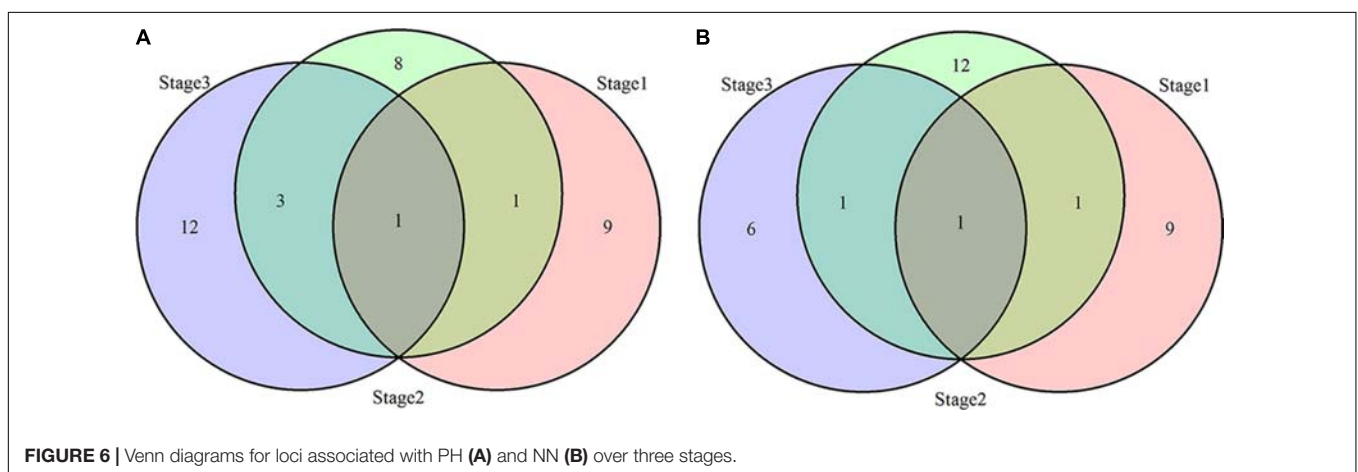 A
B
8
12
Stage3
Stage1
Stage3
Stage1
3
1
1
1
12
1
9
6
1
9
Stage2
Stage2
FIGURE 6 | Venn diagrams for loci associated with PH (A) and NN (B) over three stages.